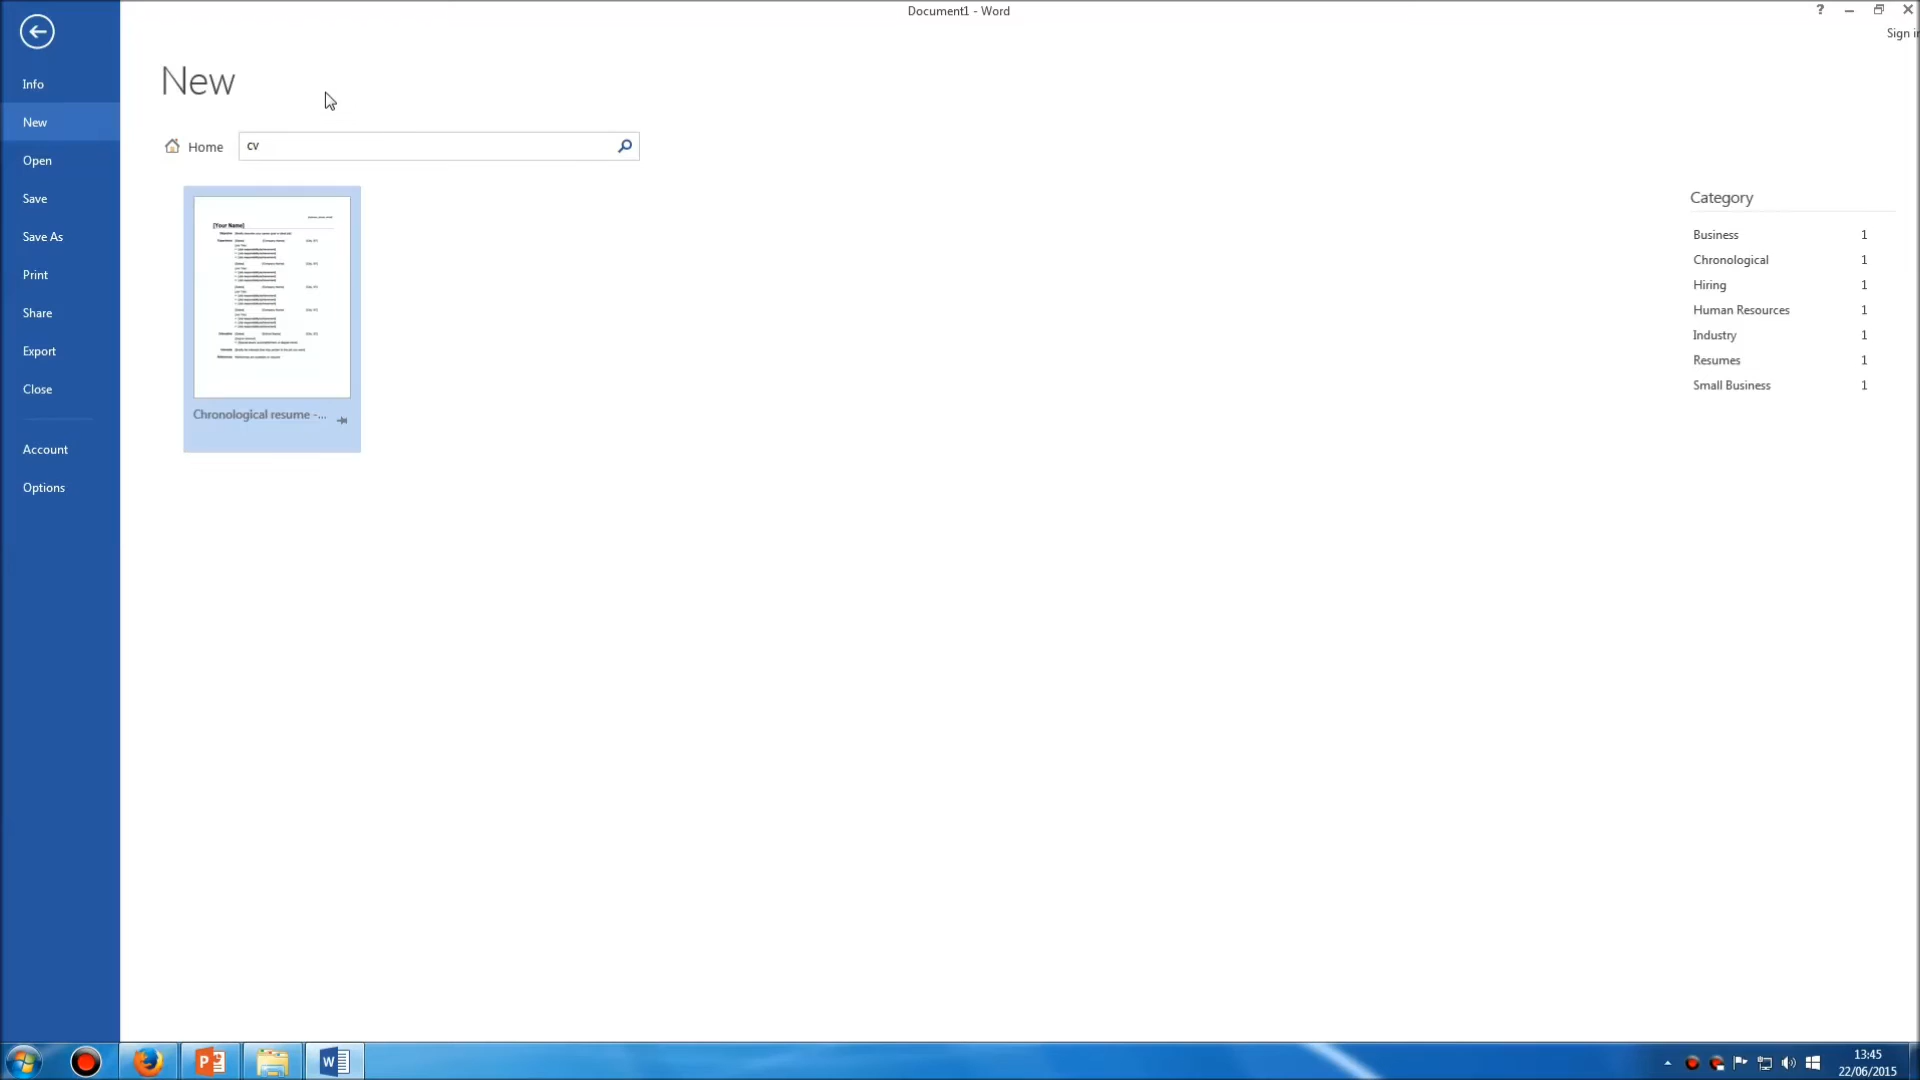 Document1 - Word
?
Sign in
Info
New
Open
Save
Save As
Print
Share
Export
Close
Account
Options
New
Home
cv
[Your Name]
Chronological resume -...
Category
Business 1
Chronological 1
Hiring 1
Human Resources 1
Industry 1
Resumes 1
Small Business 1
13:45
22/06/2015